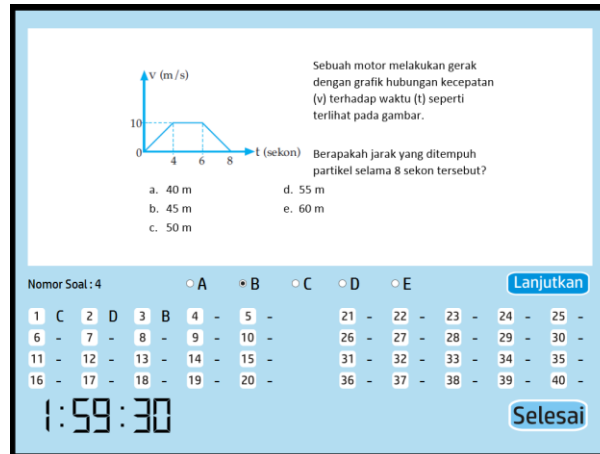 v (m/s)
10
0
4 6 8
t (sekon)
Sebuah motor melakukan gerak
dengan grafik hubungan kecepatan
(v) terhadap waktu (t) seperti
terlihat pada gambar.
Berapakah jarak yang ditempuh
partikel selama 8 sekon tersebut?
a. 40 m d. 55 m
b. 45 m e. 60 m
c. 50 m
Nomor Soal : 4 A B C D E Lanjutkan
1 C 2 D 3 B 4 - 5 - 21 - 22 - 23 - 24 - 25 -
6 - 7 - 8 - 9 - 10 - 26 - 27 - 28 - 29 - 30 -
11 - 12 - 13 - 14 - 15 - 31 - 32 - 33 - 34 - 35 -
16 - 17 - 18 - 19 - 20 - 36 - 37 - 38 - 39 - 40 -
1:59:30 Selesai